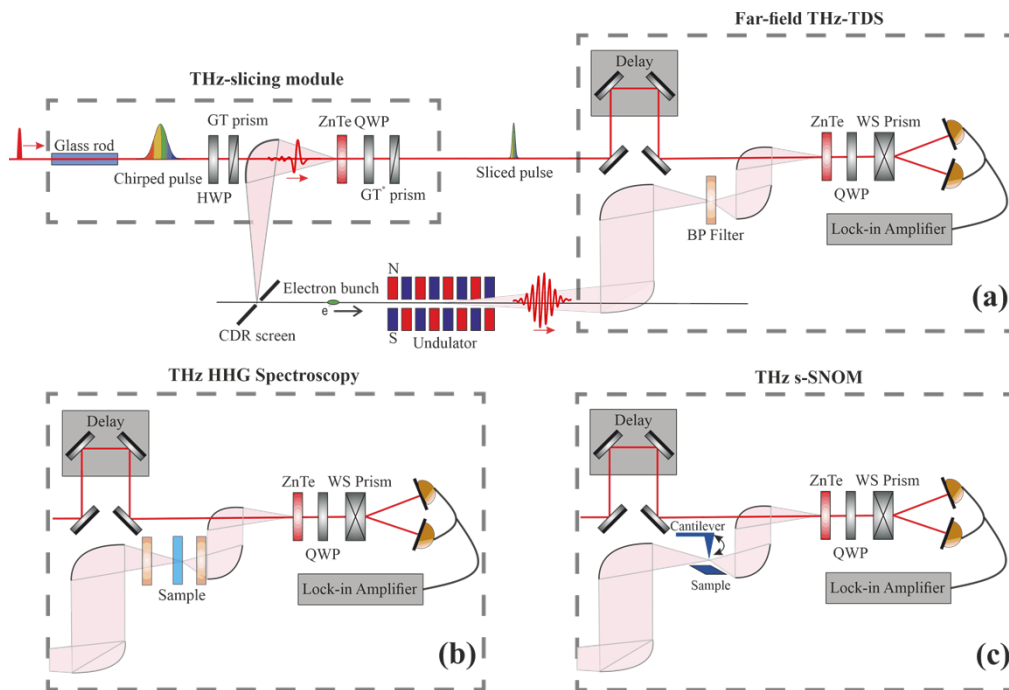 Far-field THz-TDS
THz-slicing module
Delay
Glass rod
Chirped pulse
GT prism
HWP
ZnTe QWP
GT* prism
Sliced pulse
ZnTe
WS Prism
QWP
BP Filter
Lock-in Amplifier
Electron bunch
e
CDR screen
N
S
Undulator
(a)
THz HHG Spectroscopy
Delay
ZnTe
WS Prism
QWP
Sample
Lock-in Amplifier
(b)
THz s-SNOM
Delay
Cantilever
ZnTe
WS Prism
QWP
Sample
Lock-in Amplifier
(c)